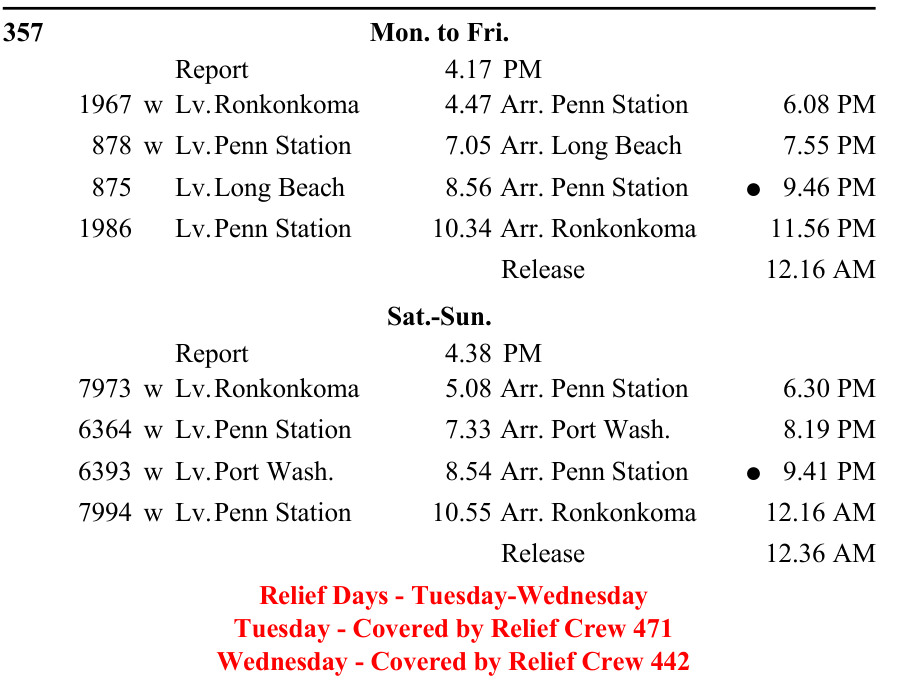 357 Mon. to Fri.
Report 4.17 PM
1967 w Lv. Ronkonkoma 4.47 Arr. Penn Station 6.08 PM
878 w Lv. Penn Station 7.05 Arr. Long Beach 7.55 PM
875 Lv. Long Beach 8.56 Arr. Penn Station ● 9.46 PM
1986 Lv. Penn Station 10.34 Arr. Ronkonkoma 11.56 PM
Release 12.16 AM
Sat.-Sun.
Report 4.38 PM
7973 w Lv. Ronkonkoma 5.08 Arr. Penn Station 6.30 PM
6364 w Lv. Penn Station 7.33 Arr. Port Wash. 8.19 PM
6393 w Lv. Port Wash. 8.54 Arr. Penn Station ● 9.41 PM
7994 w Lv. Penn Station 10.55 Arr. Ronkonkoma 12.16 AM
Release 12.36 AM
Relief Days - Tuesday-Wednesday
Tuesday - Covered by Relief Crew 471
Wednesday - Covered by Relief Crew 442